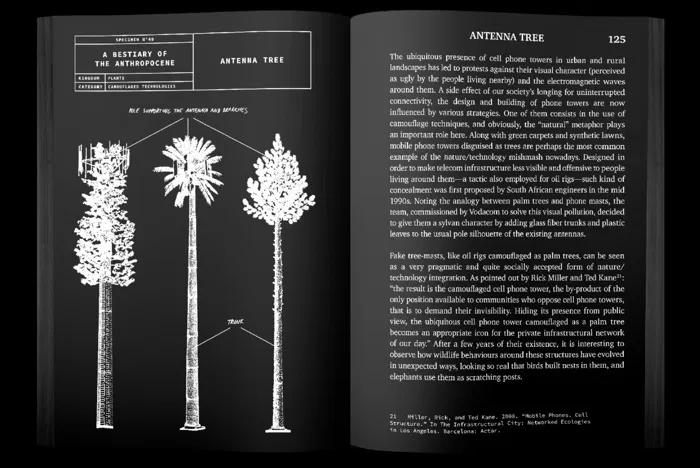 SPECIMEN N°49
A BESTIARY OF
THE ANTHROPOCENE
KINGDOM PLANTS
CATEGORY CAMOUFLAGED TECHNOLOGIES
ANTENNA TREE
POLE SUPPORTING THE ANTENNA AND BRANCHES
TRUNK
ANTENNA TREE 125
The ubiquitous presence of cell phone towers in urban and rural
landscapes has led to protests against their visual character (perceived
as ugly by the people living nearby) and the electromagnetic waves
around them. A side effect of our society's longing for uninterrupted
connectivity, the design and building of phone towers are now
influenced by various strategies. One of them consists in the use of
camouflage techniques, and obviously, the “natural” metaphor plays
an important role here. Along with green carpets and synthetic lawns,
mobile phone towers disguised as trees are perhaps the most common
example of the nature/technology mishmash nowadays. Designed in
order to make telecom infrastructure less visible and offensive to people
living around them—a tactic also employed for oil rigs—such kind of
concealment was first proposed by South African engineers in the mid
1990s. Noting the analogy between palm trees and phone masts, the
team, commissioned by Vodacom to solve this visual pollution, decided
to give them a sylvan character by adding glass fiber trunks and plastic
leaves to the usual pole silhouette of the existing antennas.
Fake tree-masts, like oil rigs camouflaged as palm trees, can be seen
as a very pragmatic and quite socially accepted form of nature/
technology integration. As pointed out by Rick Miller and Ted Kane²¹:
“the result is the camouflaged cell phone tower, the by-product of the
only position available to communities who oppose cell phone towers,
that is to demand their invisibility. Hiding its presence from public
view, the ubiquitous cell phone tower camouflaged as a palm tree
becomes an appropriate icon for the private infrastructural network
of our day.” After a few years of their existence, it is interesting to
observe how wildlife behaviours around these structures have evolved
in unexpected ways, looking so real that birds built nests in them, and
elephants use them as scratching posts.
21 Miller, Rick, and Ted Kane. 2008. “Mobile Phones. Cell
Structure.” In The Infrastructural City: Networked Ecologies
in Los Angeles. Barcelona: Actar.